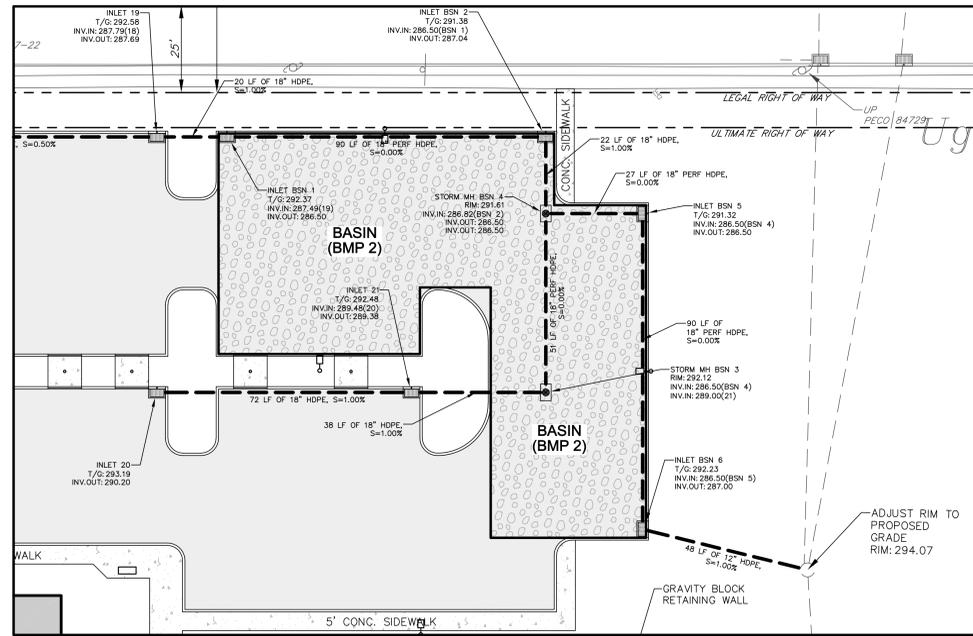 INLET 19
T/G: 292.58
INV.IN: 287.79(18)
INV.OUT: 287.69
25'
INLET BSN 2
T/G: 291.38
INV.IN: 286.50(BSN 1)
INV.OUT: 287.04
7-22
20 LF OF 18" HDPE,
S=1.00%
LEGAL RIGHT OF WAY
UP
PECO 84729
Ug
ULTIMATE RIGHT OF WAY
CONC. SIDEWALK
, S=0.50%
90 LF OF 18" PERF HDPE,
S=0.00%
22 LF OF 18" HDPE,
S=1.00%
27 LF OF 18" PERF HDPE,
S=0.00%
INLET BSN 1
T/G: 292.37
INV.IN: 287.49(19)
INV.OUT: 286.50
STORM MH BSN 4
RIM: 291.61
INV.IN: 286.82(BSN 2)
INV.OUT: 286.50
INV.OUT: 286.50
INLET BSN 5
T/G: 291.32
INV.IN: 286.50(BSN 4)
INV.OUT: 286.50
BASIN
(BMP 2)
INLET 21
T/G: 292.48
INV.IN: 289.48(20)
INV.OUT: 289.38
51 LF OF 18" PERF HDPE,
S=0.00%
90 LF OF
18" PERF HDPE,
S=0.00%
STORM MH BSN 3
RIM: 292.12
INV.IN: 286.50(BSN 4)
INV.IN: 289.00(21)
72 LF OF 18" HDPE, S=1.00%
38 LF OF 18" HDPE,
S=1.00%
BASIN
(BMP 2)
INLET 20
T/G: 293.19
INV.OUT: 290.20
INLET BSN 6
T/G: 292.23
INV.IN: 286.50(BSN 5)
INV.OUT: 287.00
ADJUST RIM TO
PROPOSED
GRADE
RIM: 294.07
48 LF OF 12" HDPE,
S=1.00%
WALK
GRAVITY BLOCK
RETAINING WALL
5' CONC. SIDEWALK